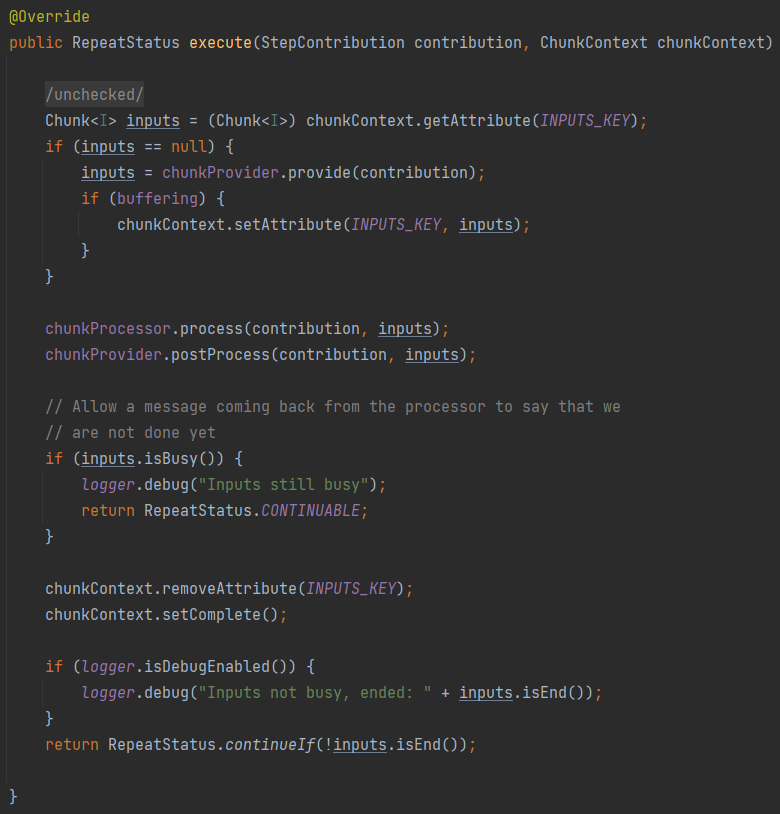 @Override
public RepeatStatus execute(StepContribution contribution, ChunkContext chunkContext)
/unchecked/
Chunk<I> inputs = (Chunk<I>) chunkContext.getAttribute(INPUTS_KEY);
if (inputs == null) {
inputs = chunkProvider.provide(contribution);
if (buffering) {
chunkContext.setAttribute(INPUTS_KEY, inputs);
}
}
chunkProcessor.process(contribution, inputs);
chunkProvider.postProcess(contribution, inputs);
// Allow a message coming back from the processor to say that we
// are not done yet
if (inputs.isBusy()) {
logger.debug("Inputs still busy");
return RepeatStatus.CONTINUABLE;
}
chunkContext.removeAttribute(INPUTS_KEY);
chunkContext.setComplete();
if (logger.isDebugEnabled()) {
logger.debug("Inputs not busy, ended: " + inputs.isEnd());
}
return RepeatStatus.continueIf(!inputs.isEnd());
}